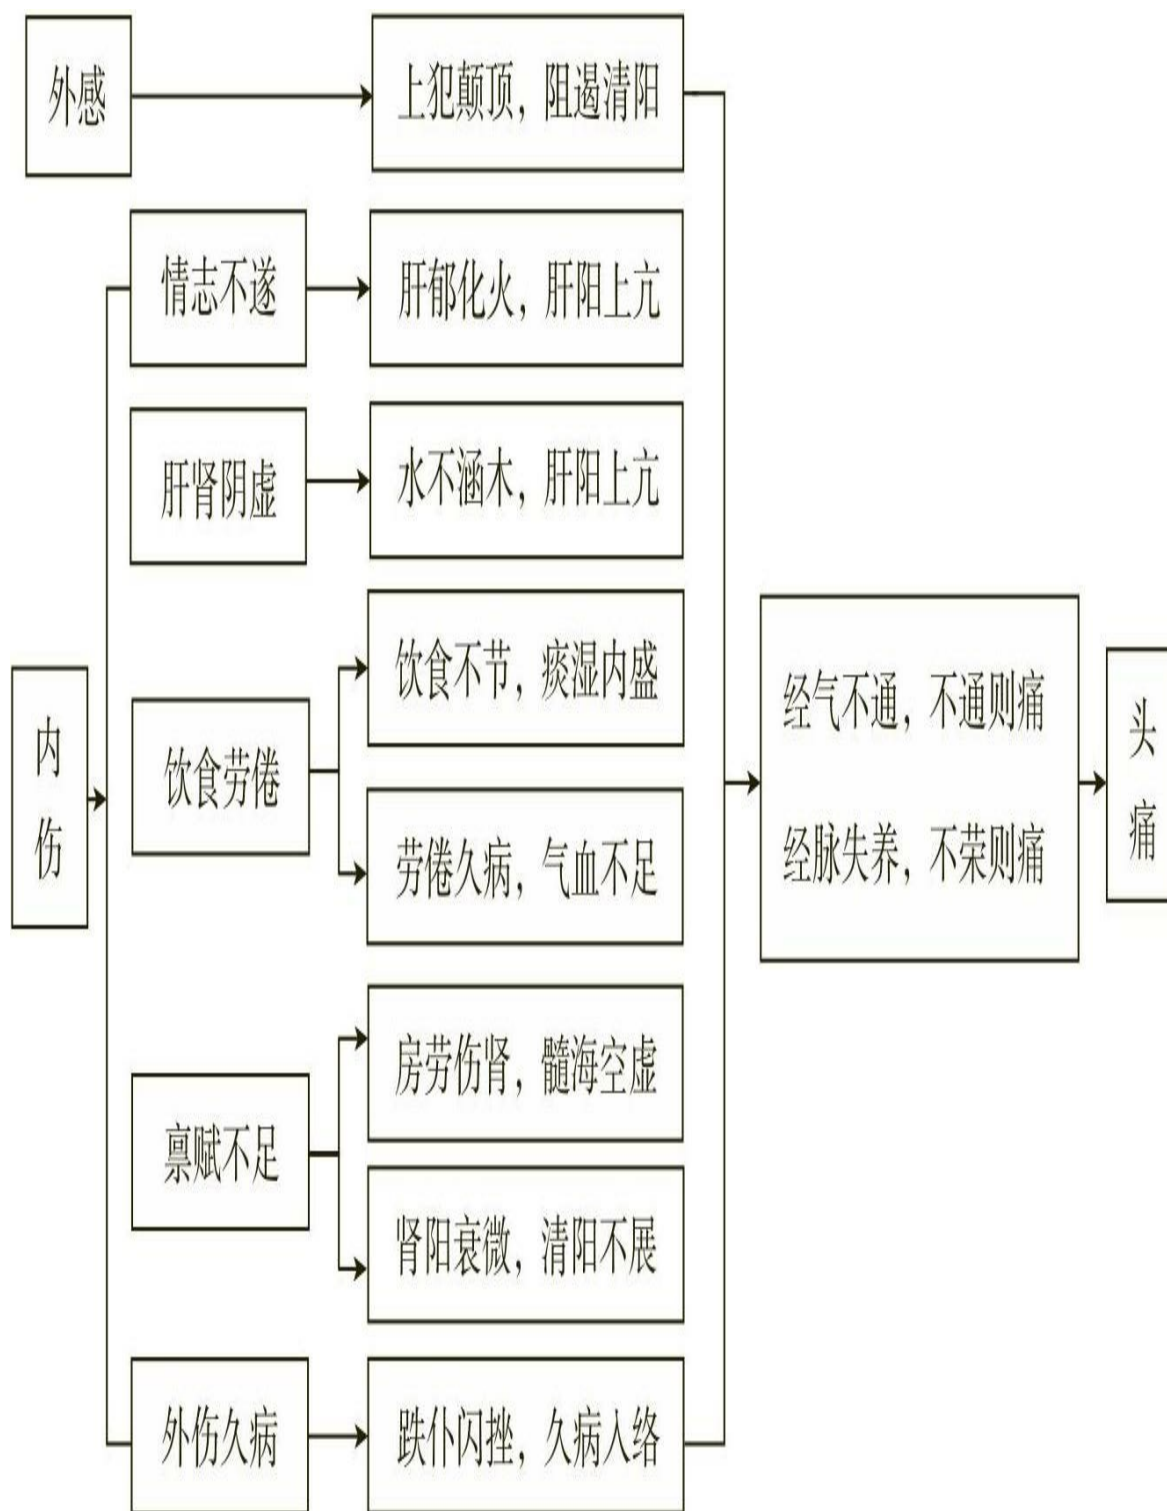 外感
上犯颠顶，阻遏清阳
情志不遂
肝郁化火，肝阳上亢
肝肾阴虚
水不涵木，肝阳上亢
内
伤
饮食劳倦
饮食不节，痰湿内盛
劳倦久病，气血不足
禀赋不足
房劳伤肾，髓海空虚
肾阳衰微，清阳不展
外伤久病
跌仆闪挫，久病入络
经气不通，不通则痛
经脉失养，不荣则痛
头
痛